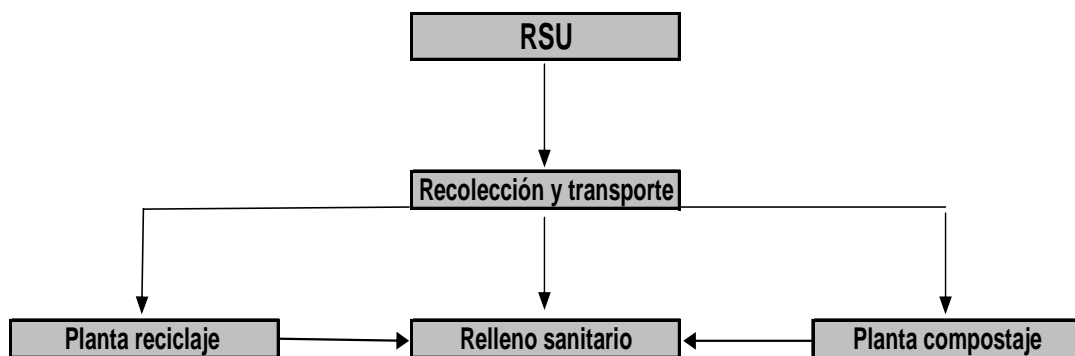 RSU
Recolección y transporte
Planta reciclaje
Relleno sanitario
Planta compostaje